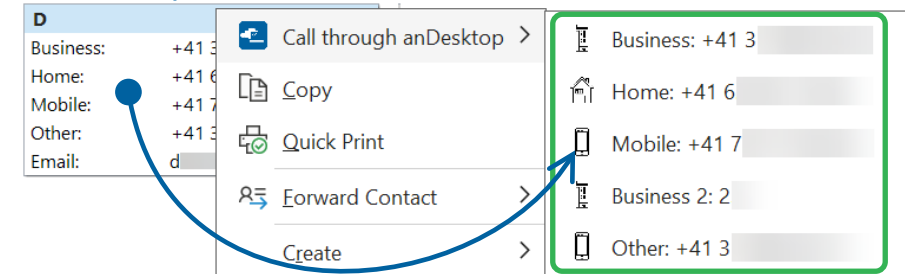 D
Business: +41 3
Home: +41 6
Mobile: +41 7
Other: +41 3
Email: d
Call through anDesktop
Copy
Quick Print
Forward Contact
Create
Business: +41 3
Home: +41 6
Mobile: +41 7
Business 2: 2
Other: +41 3